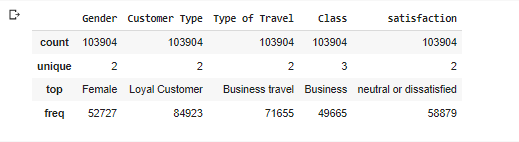 Gender Customer Type Type of Travel Class satisfaction
count 103904 103904 103904 103904 103904
unique 2 2 2 3 2
top Female Loyal Customer Business travel Business neutral or dissatisfied
freq 52727 84923 71655 49665 58879